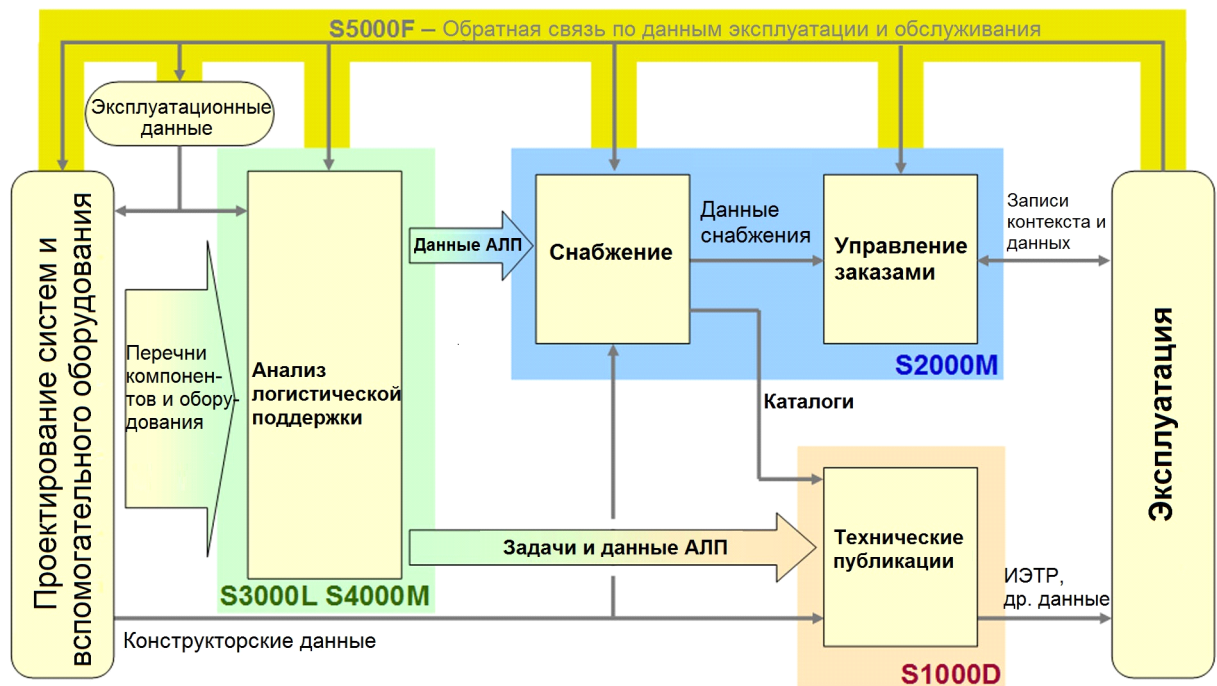 S5000F – Обратная связь по данным эксплуатации и обслуживания
Эксплуатационные
данные
Проектирование систем и
вспомогательного оборудования
Перечни
компонен-
тов и обору-
дования
Анализ
логистической
поддержки
S3000L S4000M
Данные АЛП
Снабжение
Данные
снабжения
Управление
заказами
S2000M
Записи
контекста и
данных
Каталоги
Задачи и данные АЛП
Технические
публикации
S1000D
ИЭТР,
др. данные
Конструкторские данные
Эксплуатация